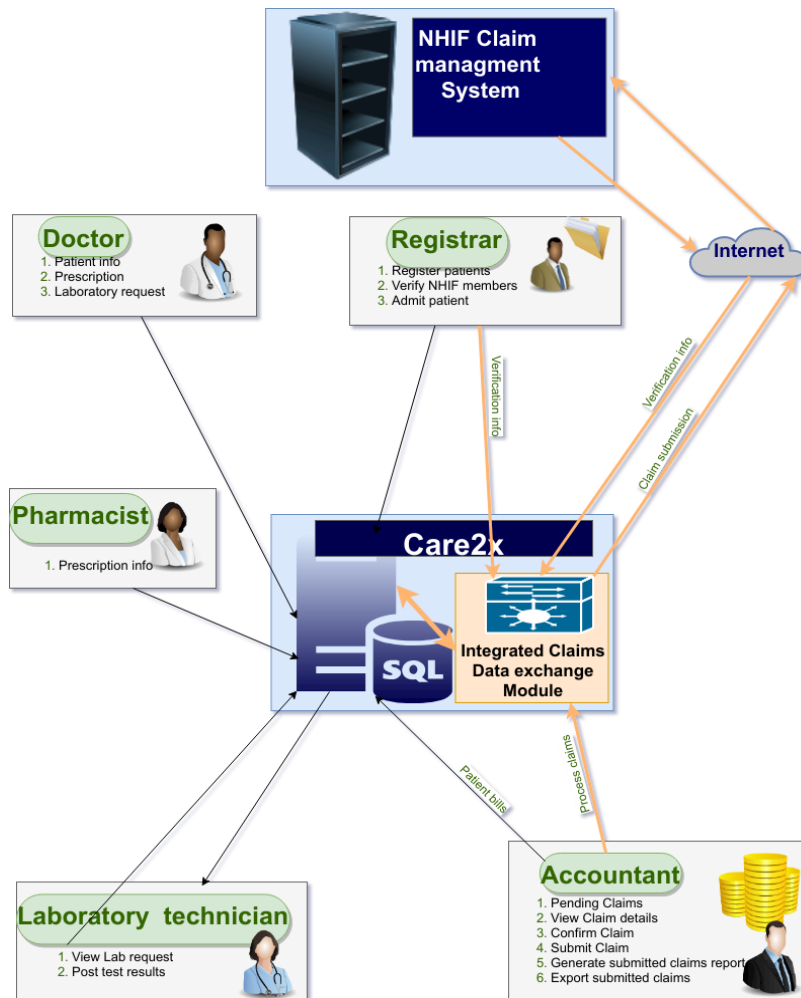 NHIF Claim
managment
System
Internet
Doctor
1. Patient info
2. Prescription
3. Laboratory request
Registrar
1. Register patients
2. Verify NHIF members
3. Admit patient
Verification info
Verification info
Claim submission
Pharmacist
1. Prescription info
Care2x
SQL
Integrated Claims
Data exchange
Module
Patient bills
Process claims
Laboratory technician
1. View Lab request
2. Post test results
Accountant
1. Pending Claims
2. View Claim details
3. Confirm Claim
4. Submit Claim
5. Generate submitted claims report
6. Export submitted claims